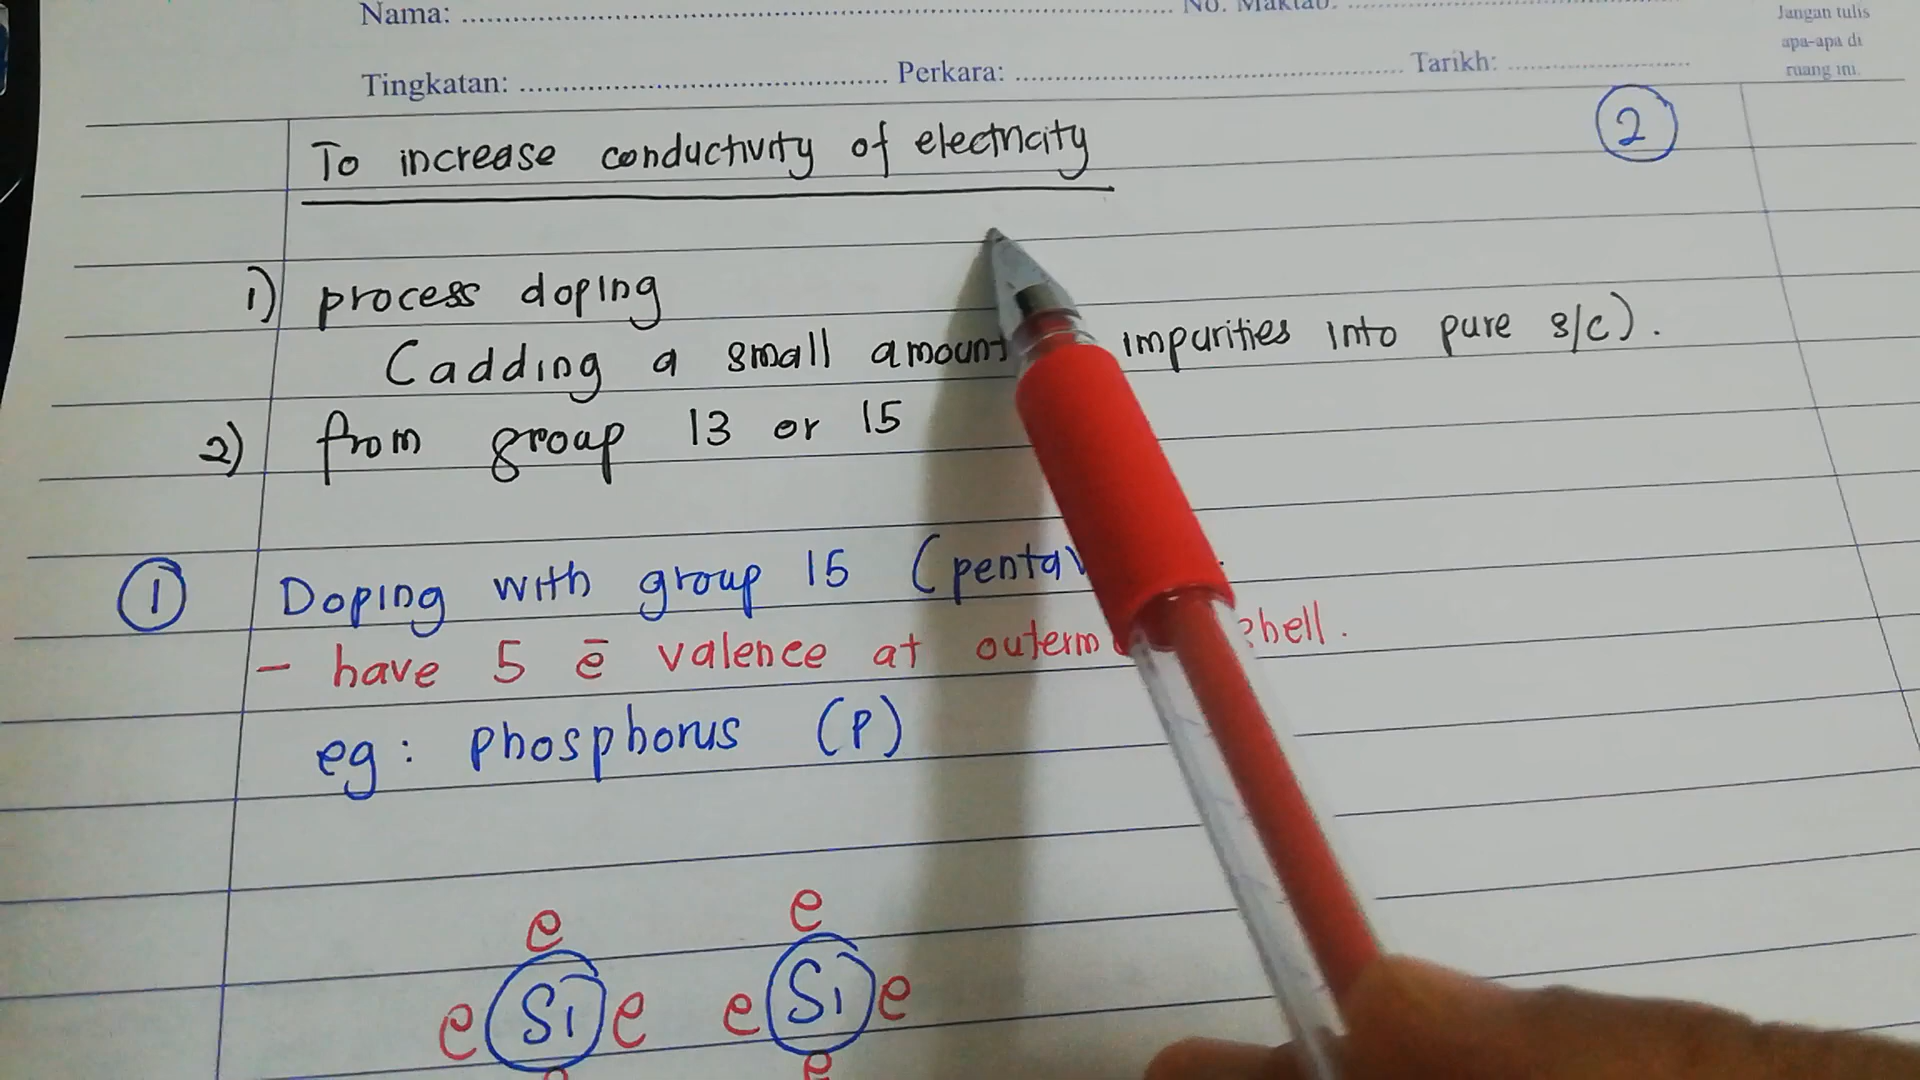 Nama: No. Maktab:
Jangan tulis
apa-apa di
ruang ini.
Tingkatan: Perkara: Tarikh:
To increase conductivity of electricity
2
1) process doping
(adding a small amount impurities into pure s/c).
2) from group 13 or 15
1 Doping with group 15 (penta
- have 5 ē valence at outerm shell.
eg: phosphorus (P)
e e
e Si e e Si e
e